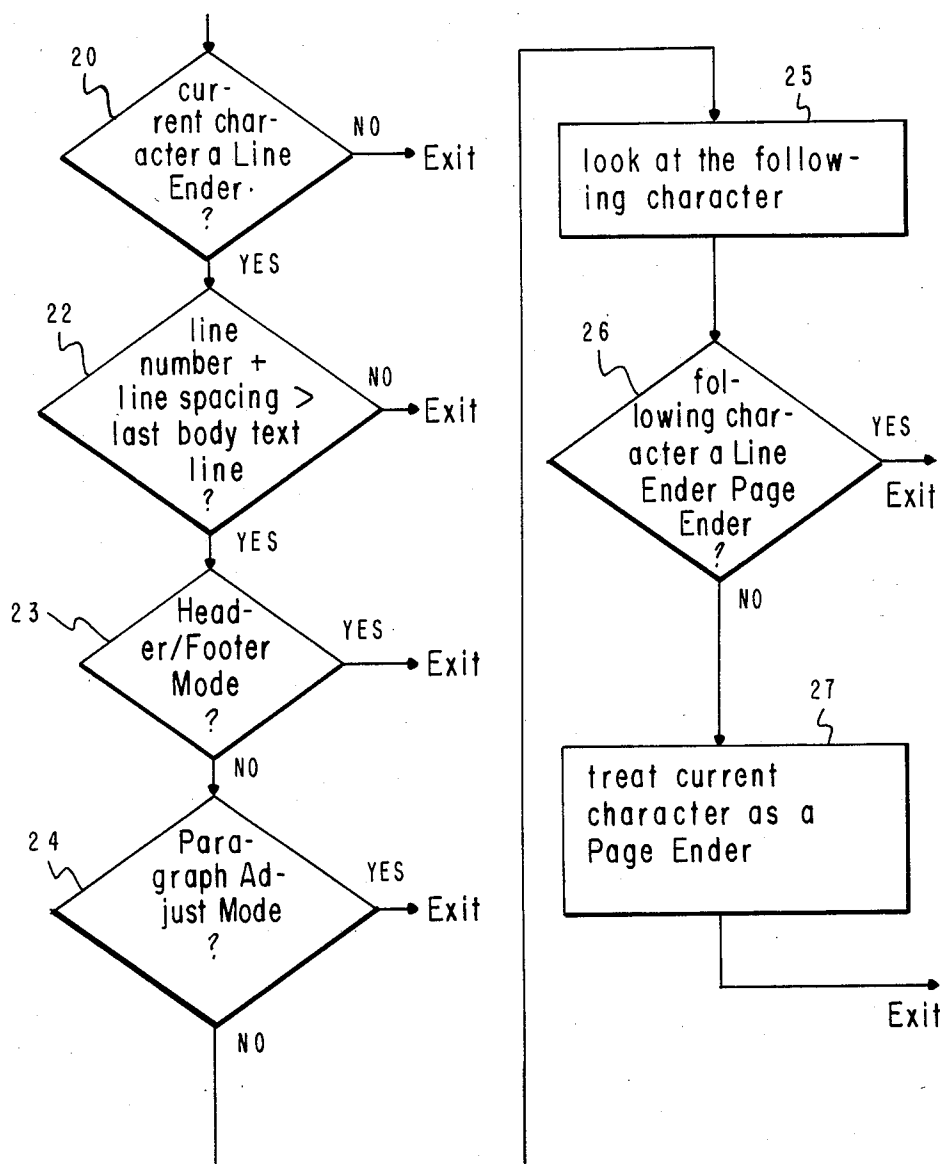 20
cur-
rent char-
acter a Line
Ender.
?
NO
Exit
YES
22
line
number +
line spacing >
last body text
line
?
NO
Exit
YES
23
Head-
er/Footer
Mode
?
YES
Exit
NO
24
Para-
graph Ad-
just Mode
?
YES
Exit
NO
25
look at the follow-
ing character
26
fol-
lowing char-
acter a Line
Ender Page
Ender
?
YES
Exit
NO
27
treat current
character as a
Page Ender
Exit